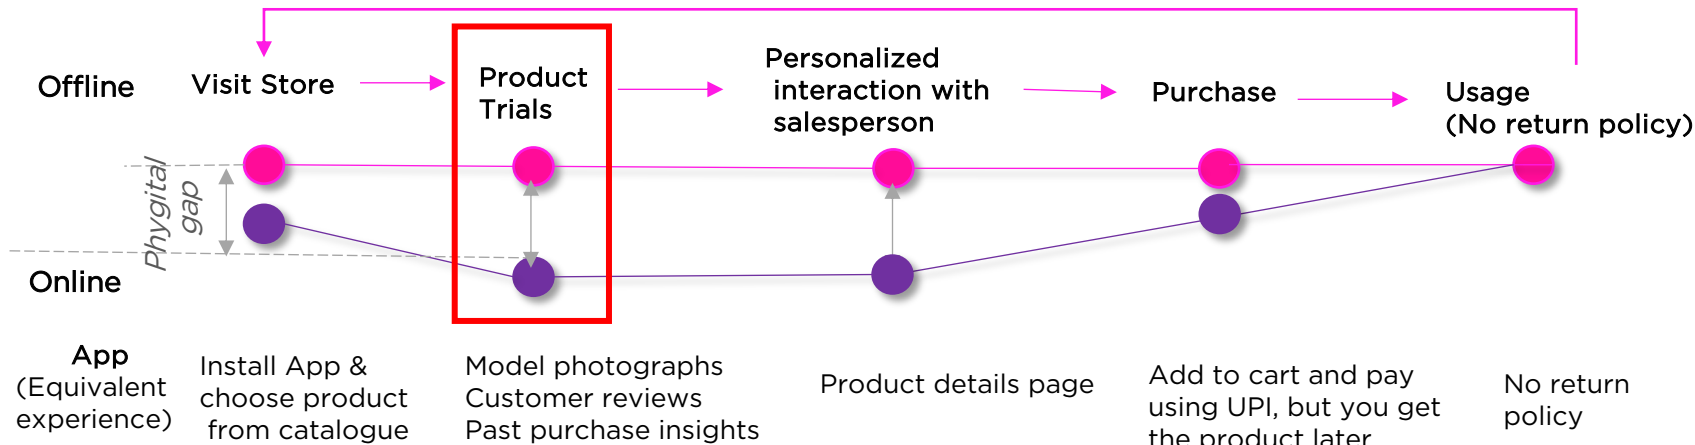 Offline
Visit Store
Product
Trials
Personalized
interaction with
salesperson
Purchase
Usage
(No return policy)
Phygital
gap
Online
App
(Equivalent
experience)
Install App &
choose product
from catalogue
Model photographs
Customer reviews
Past purchase insights
Product details page
Add to cart and pay
using UPI, but you get
the product later
No return
policy